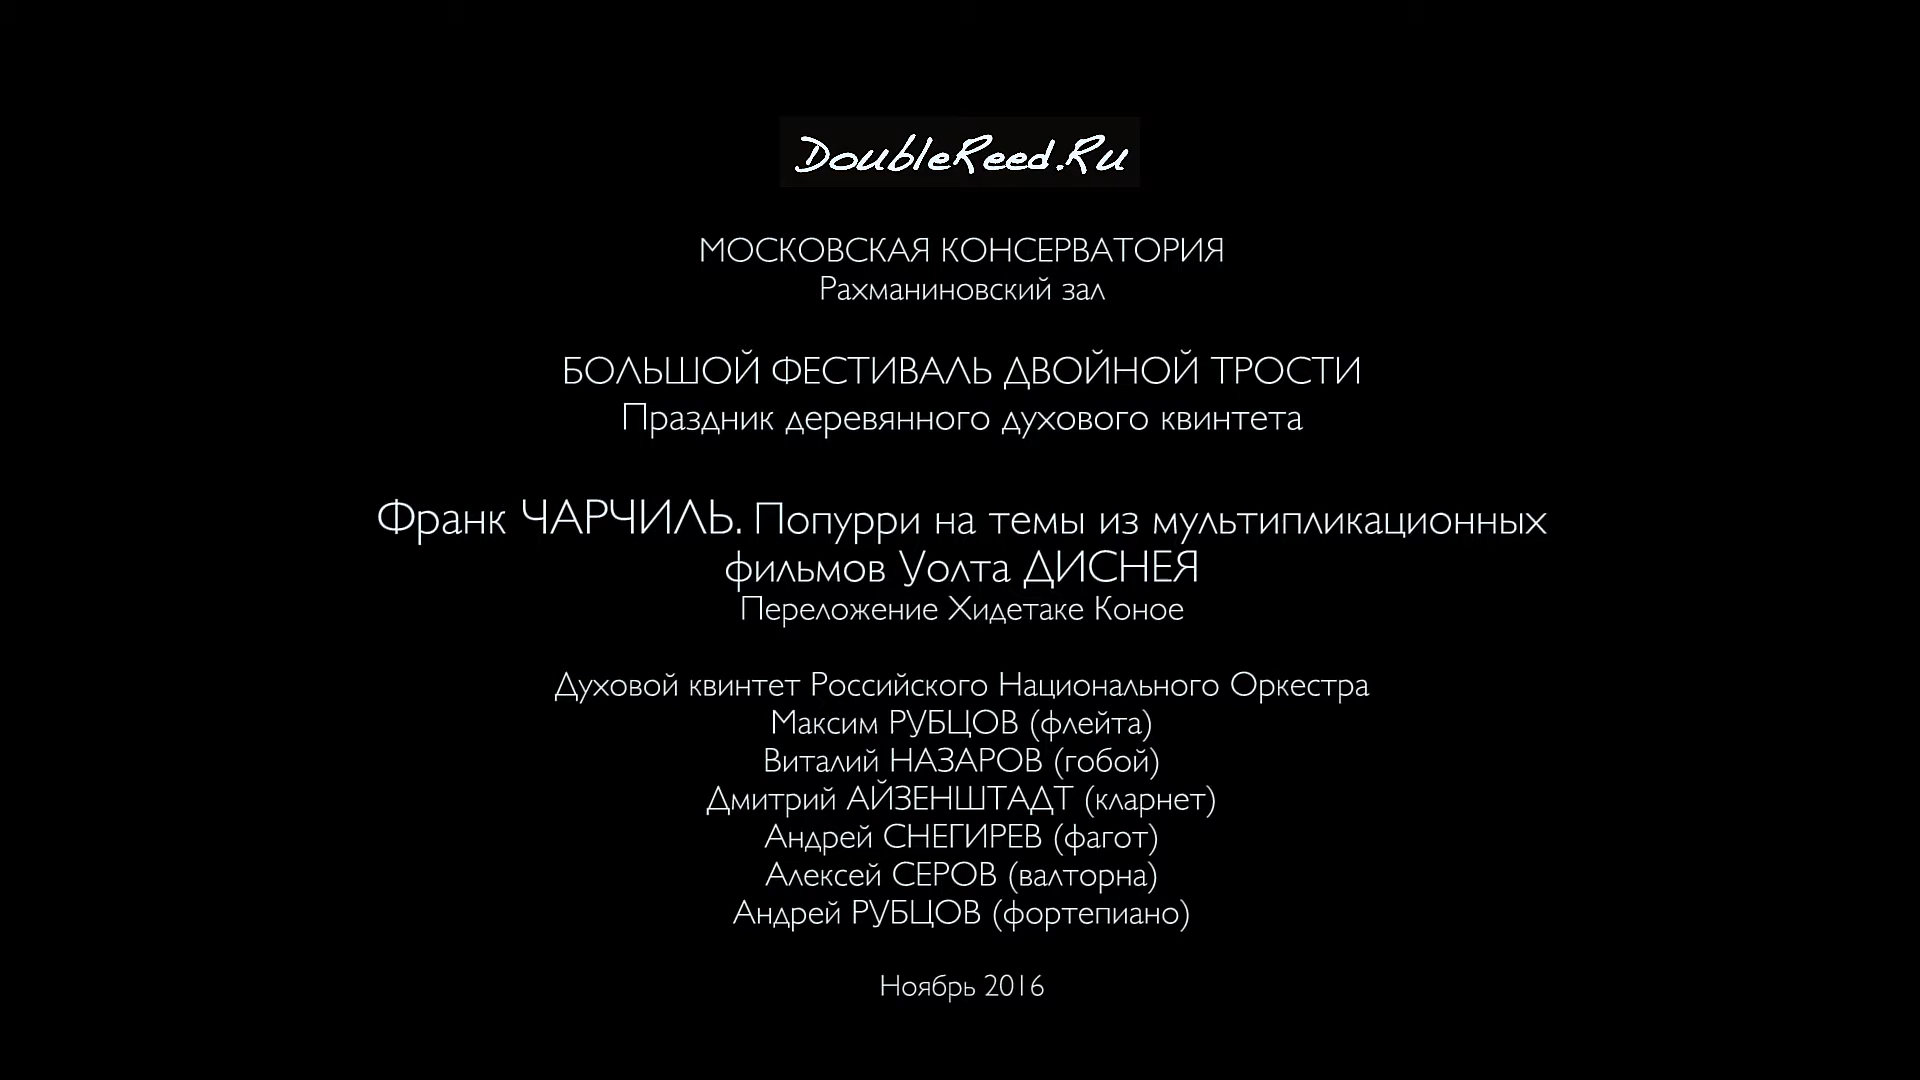 DoubleReed.Ru
МОСКОВСКАЯ КОНСЕРВАТОРИЯ
Рахманиновский зал
БОЛЬШОЙ ФЕСТИВАЛЬ ДВОЙНОЙ ТРОСТИ
Праздник деревянного духового квинтета
Франк ЧАРЧИЛЬ. Попурри на темы из мультипликационных
фильмов Уолта ДИСНЕЯ
Переложение Хидетаке Коное
Духовой квинтет Российского Национального Оркестра
Максим РУБЦОВ (флейта)
Виталий НАЗАРОВ (гобой)
Дмитрий АЙЗЕНШТАДТ (кларнет)
Андрей СНЕГИРЕВ (фагот)
Алексей СЕРОВ (валторна)
Андрей РУБЦОВ (фортепиано)
Ноябрь 2016